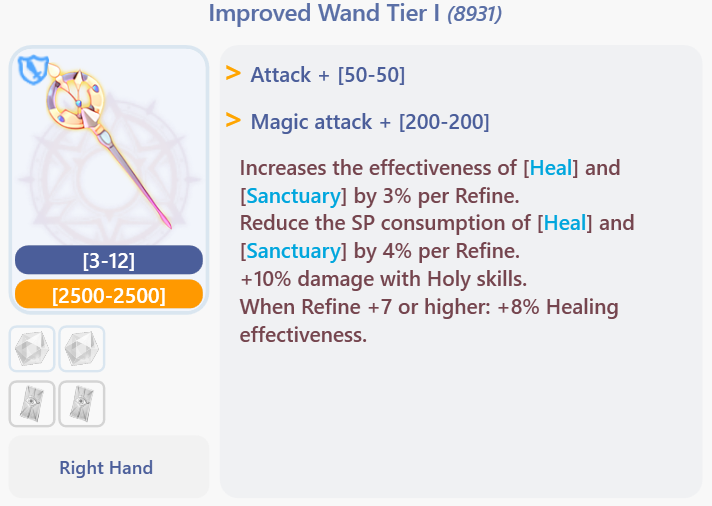 Improved Wand Tier I (8931)
> Attack + [50-50]
> Magic attack + [200-200]
Increases the effectiveness of [Heal] and
[Sanctuary] by 3% per Refine.
Reduce the SP consumption of [Heal] and
[Sanctuary] by 4% per Refine.
+10% damage with Holy skills.
When Refine +7 or higher: +8% Healing
effectiveness.
[3-12]
[2500-2500]
Right Hand